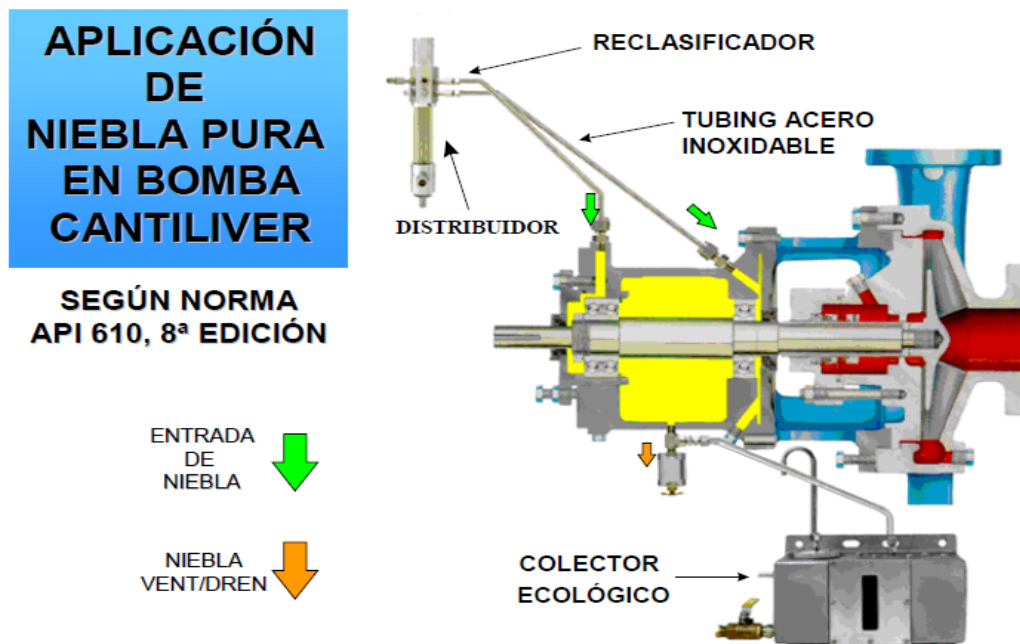 APLICACIÓN
DE
NIEBLA PURA
EN BOMBA
CANTILIVER
SEGÚN NORMA
API 610, 8ª EDICIÓN
RECLASIFICADOR
TUBING ACERO
INOXIDABLE
DISTRIBUIDOR
ENTRADA
DE
NIEBLA
NIEBLA
VENT/DREN
COLECTOR
ECOLÓGICO